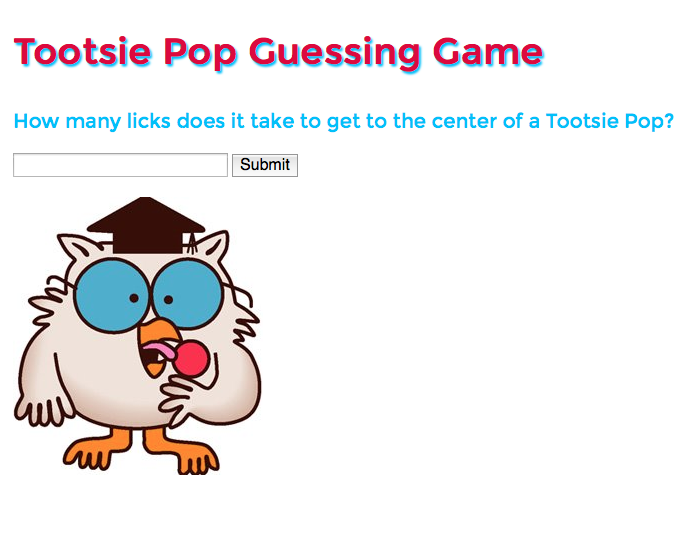 Tootsie Pop Guessing Game
How many licks does it take to get to the center of a Tootsie Pop?
Submit